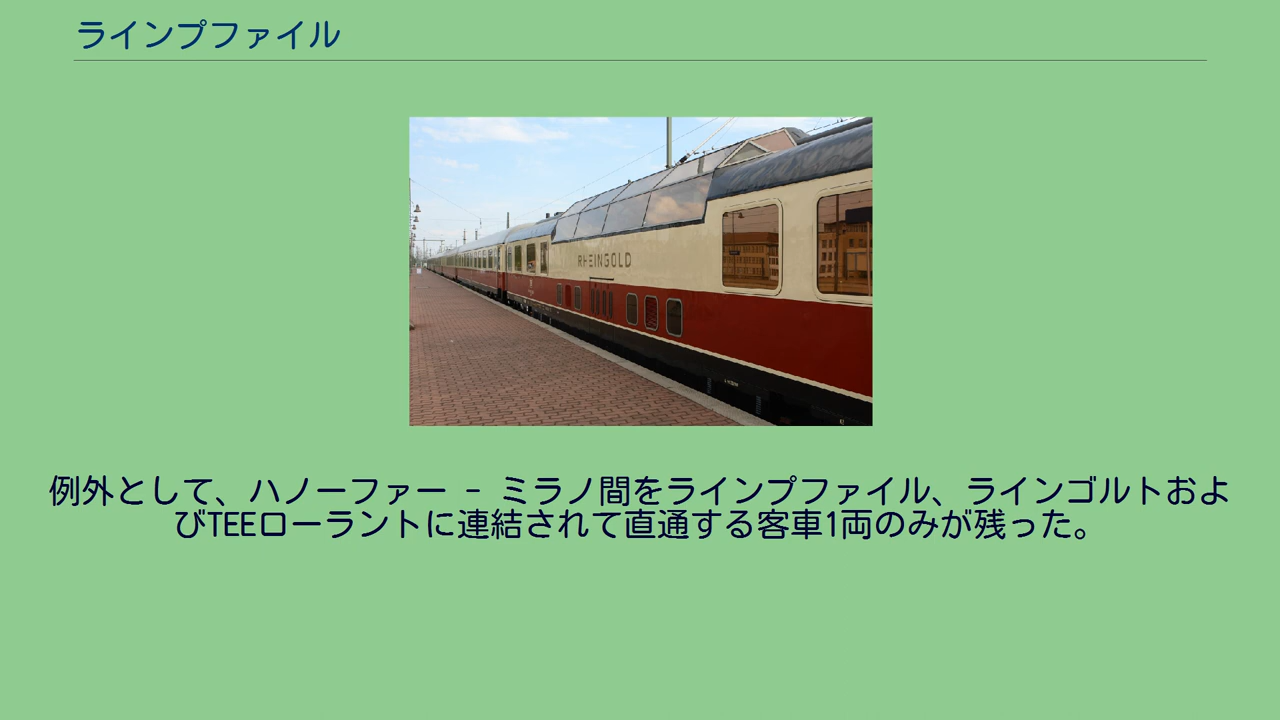 ラインプファイル
RHEINGOLD
例外として、ハノーファー - ミラノ間をラインプファイル、ラインゴルトおよ
びTEEローラントに連結されて直通する客車1両のみが残った。